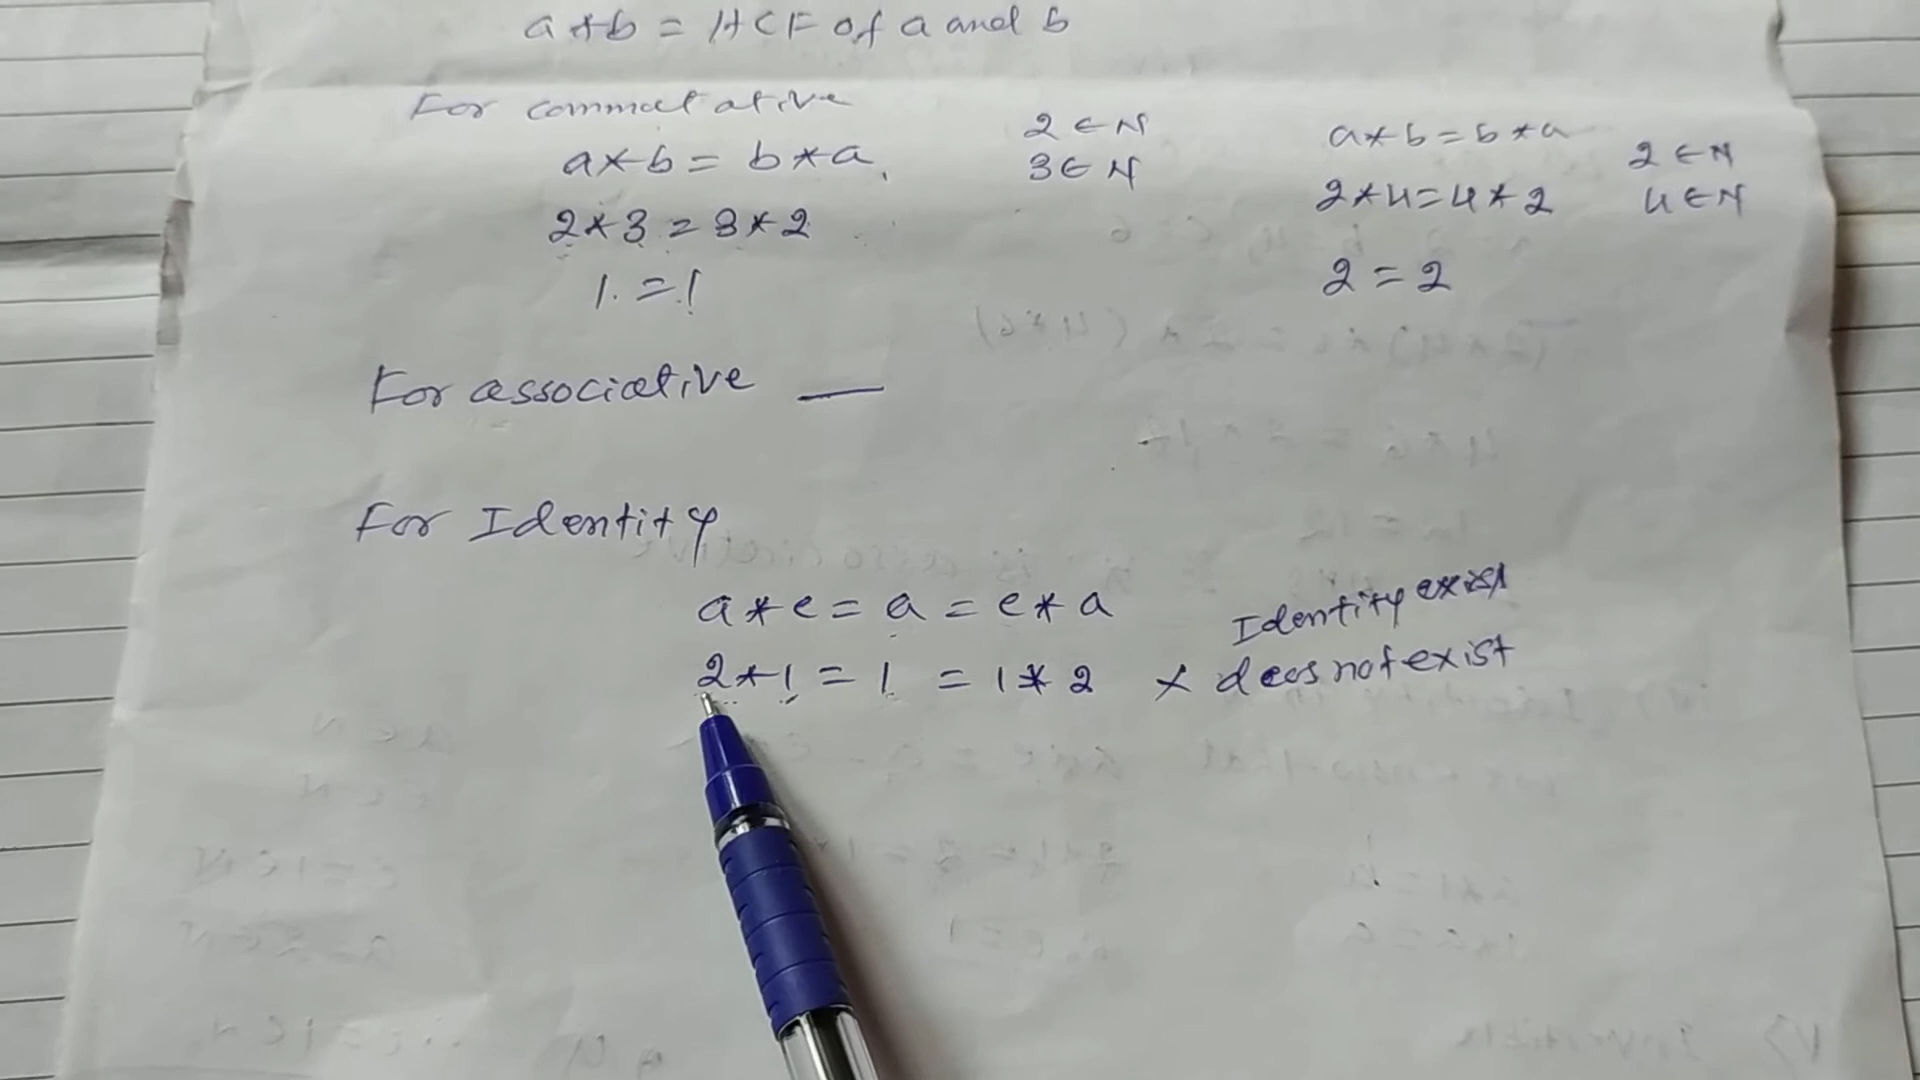 a * b = HCF of a and b
For commutative
a * b = b * a
2 * 3 = 3 * 2
1 = 1
2 ∈ N
3 ∈ N
a * b = b * a
2 * 4 = 4 * 2
2 = 2
2 ∈ N
4 ∈ N
For associative —
For Identity
a * e = a = e * a
2 * 1 = 1 = 1 * 2 ×
Identity exist
does not exist